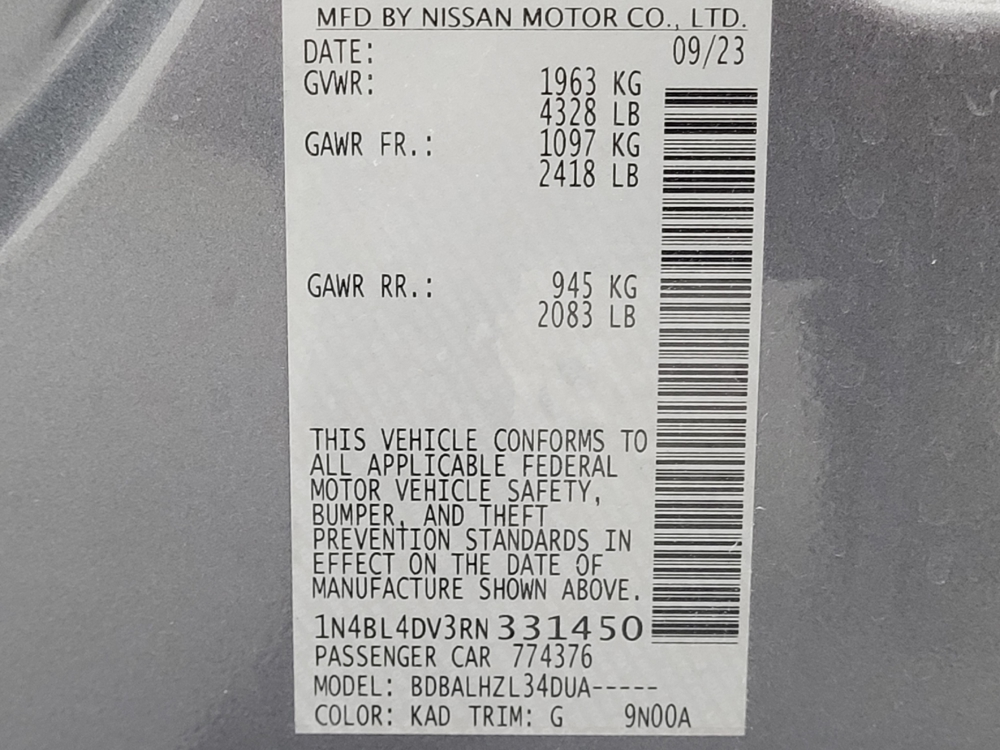 MFD BY NISSAN MOTOR CO., LTD.
DATE: 09/23
GVWR: 1963 KG
4328 LB
GAWR FR.: 1097 KG
2418 LB
GAWR RR.: 945 KG
2083 LB
THIS VEHICLE CONFORMS TO
ALL APPLICABLE FEDERAL
MOTOR VEHICLE SAFETY,
BUMPER, AND THEFT
PREVENTION STANDARDS IN
EFFECT ON THE DATE OF
MANUFACTURE SHOWN ABOVE.
1N4BL4DV3RN 331450
PASSENGER CAR 774376
MODEL: BDBALHZL34DUA-----
COLOR: KAD TRIM: G 9N00A